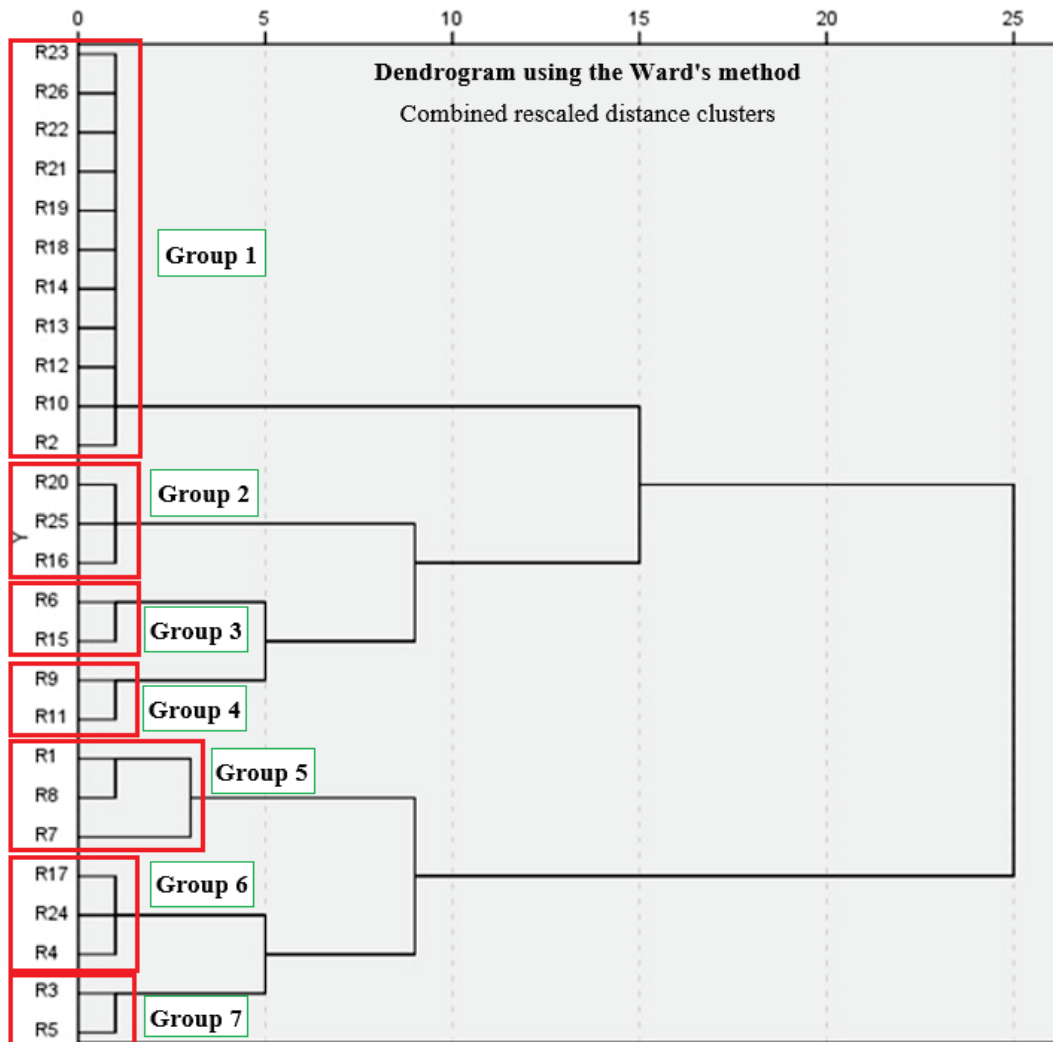 0 5 10 15 20 25
Dendrogram using the Ward's method
Combined rescaled distance clusters
R23
R26
R22
R21
R19
R18
Group 1
R14
R13
R12
R10
R2
R20
Group 2
R25
Y
R16
R6
R15
Group 3
R9
R11
Group 4
R1
Group 5
R8
R7
R17
Group 6
R24
R4
R3
R5
Group 7